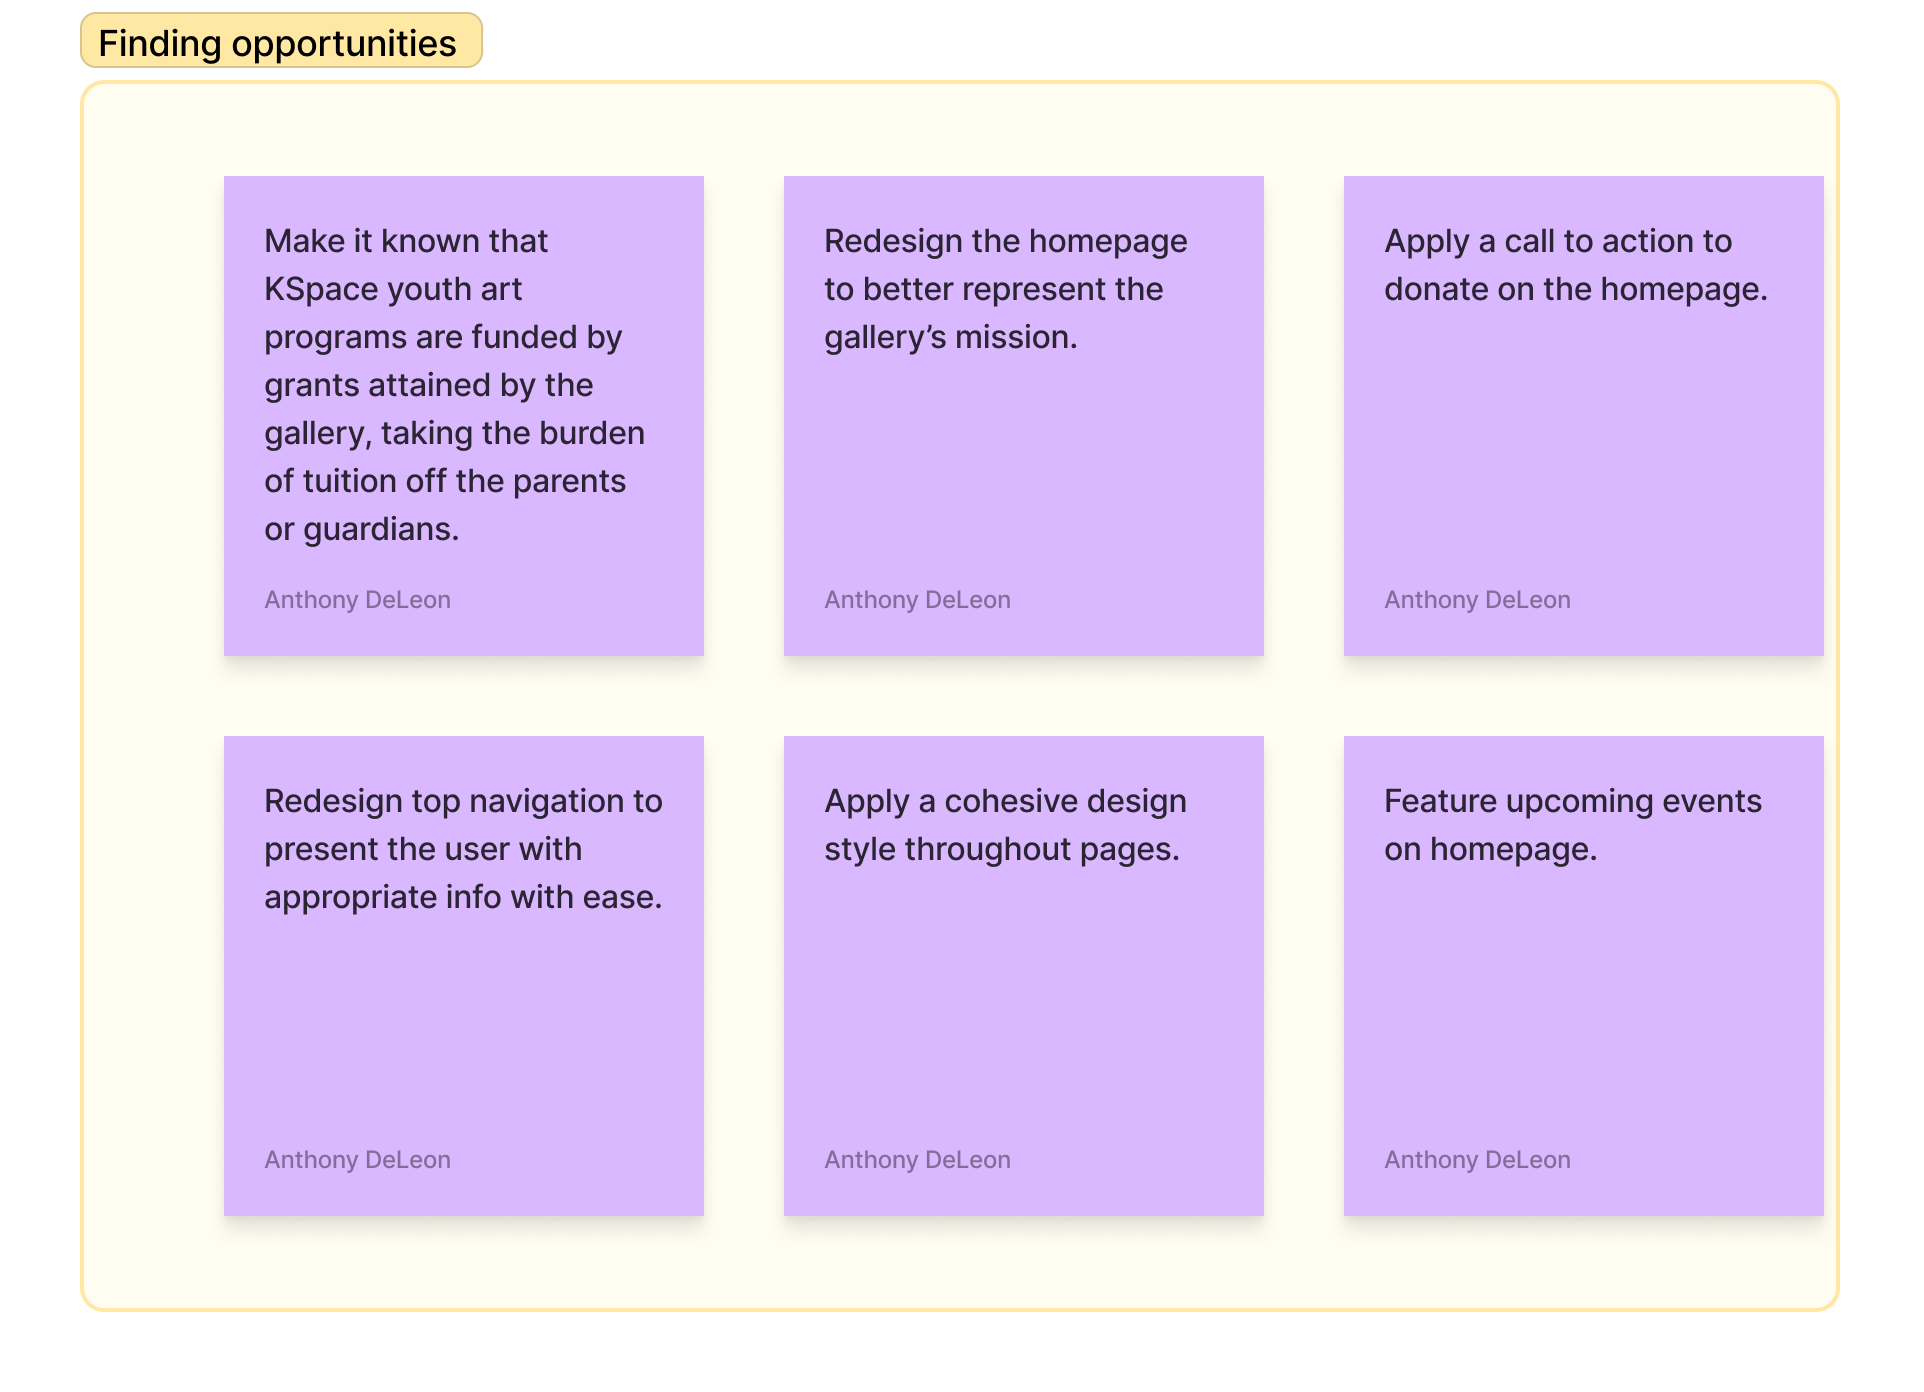 Finding opportunities
Make it known that
KSpace youth art
programs are funded by
grants attained by the
gallery, taking the burden
of tuition off the parents
or guardians.
Anthony DeLeon
Redesign the homepage
to better represent the
gallery’s mission.
Anthony DeLeon
Apply a call to action to
donate on the homepage.
Anthony DeLeon
Redesign top navigation to
present the user with
appropriate info with ease.
Anthony DeLeon
Apply a cohesive design
style throughout pages.
Anthony DeLeon
Feature upcoming events
on homepage.
Anthony DeLeon